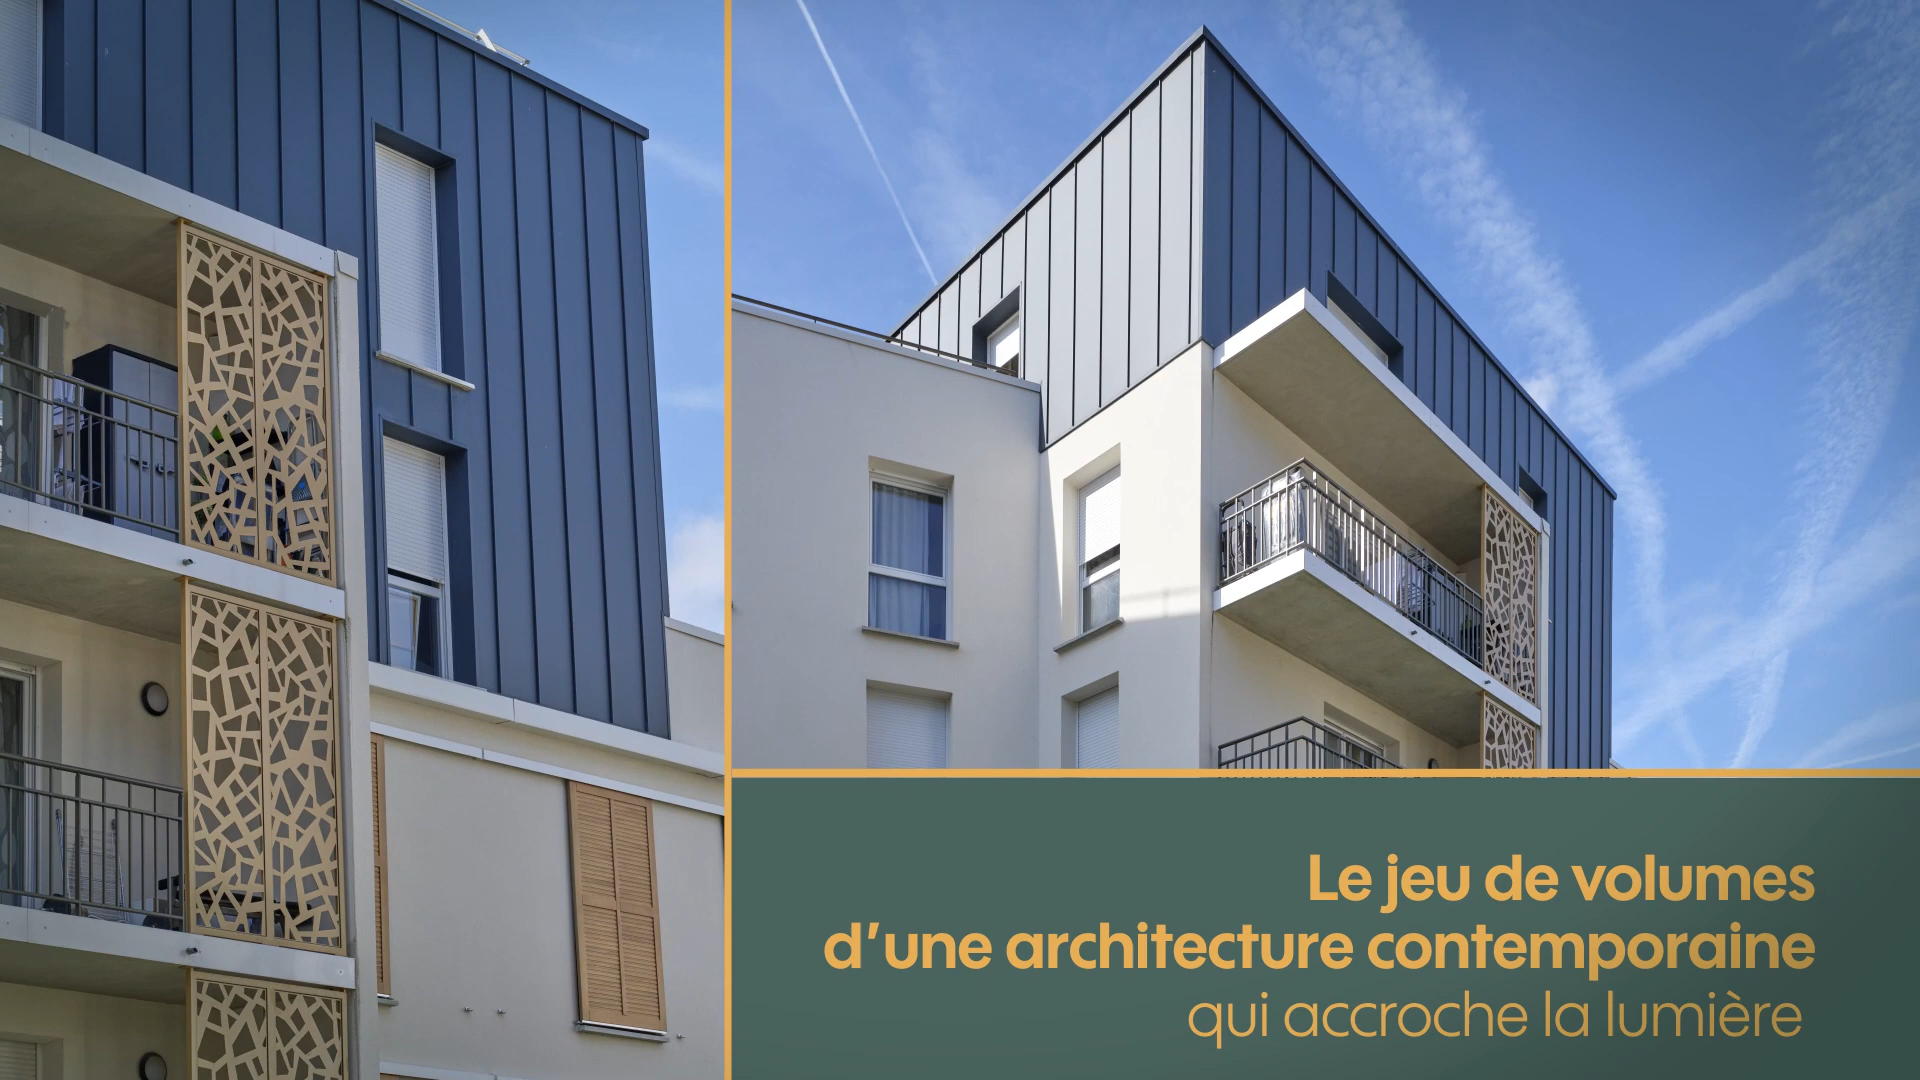 Le jeu de volumes
d’une architecture contemporaine
qui accroche la lumière